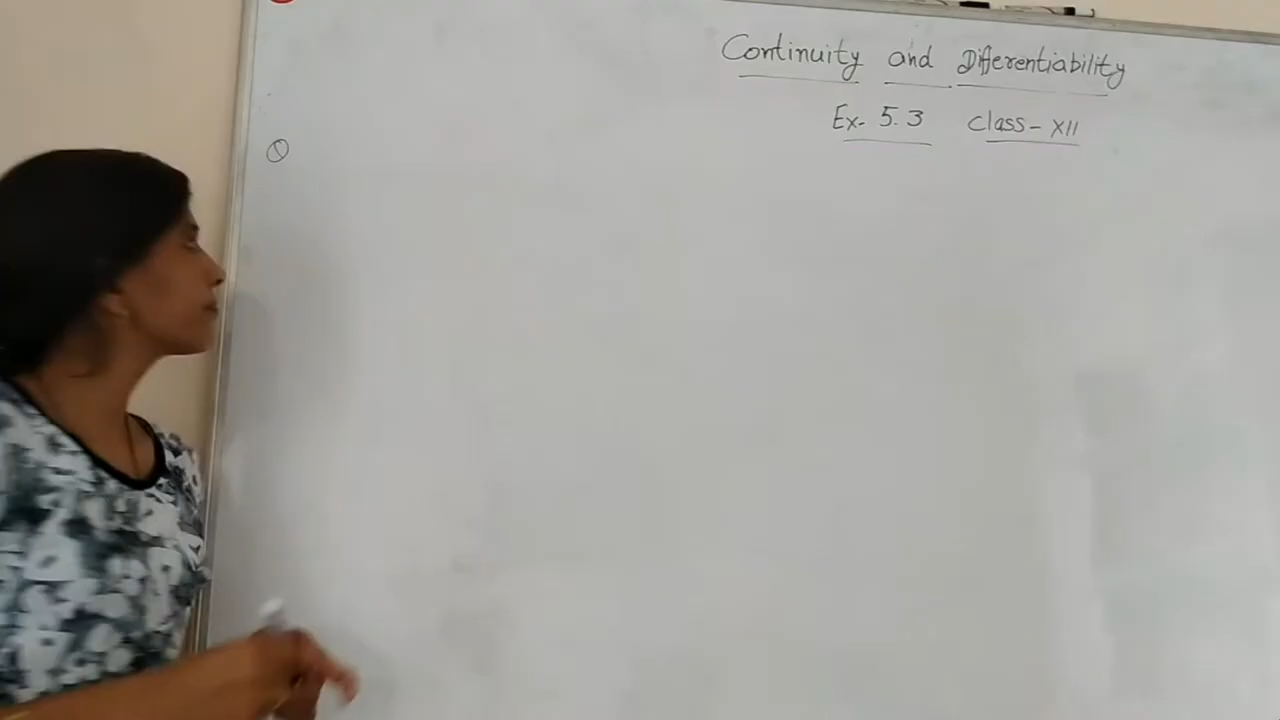 Continuity and Differentiability
Ex- 5.3 Class- XII
①